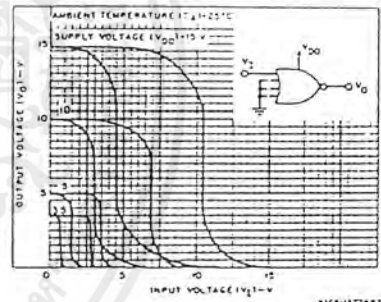 AMBIENT TEMPERATURE (TA)=25°C
SUPPLY VOLTAGE (VDD)=15 V
VDD
VI
VO
15
10
10
5
5
0
5
10
15
OUTPUT VOLTAGE (VO)—V
INPUT VOLTAGE (VI)—V